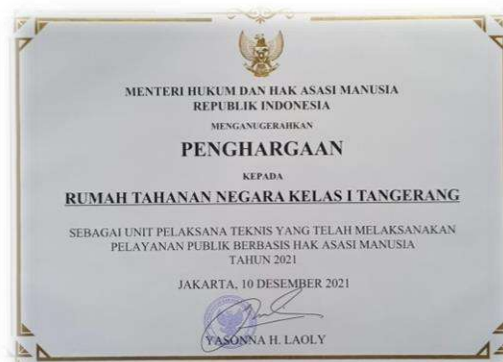 MENTERI HUKUM DAN HAK ASASI MANUSIA
REPUBLIK INDONESIA
MENGANUGERAHKAN
PENGHARGAAN
KEPADA
RUMAH TAHANAN NEGARA KELAS I TANGERANG
SEBAGAI UNIT PELAKSANA TEKNIS YANG TELAH MELAKSANAKAN
PELAYANAN PUBLIK BERBASIS HAK ASASI MANUSIA
TAHUN 2021
JAKARTA, 10 DESEMBER 2021
YASONNA H. LAOLY